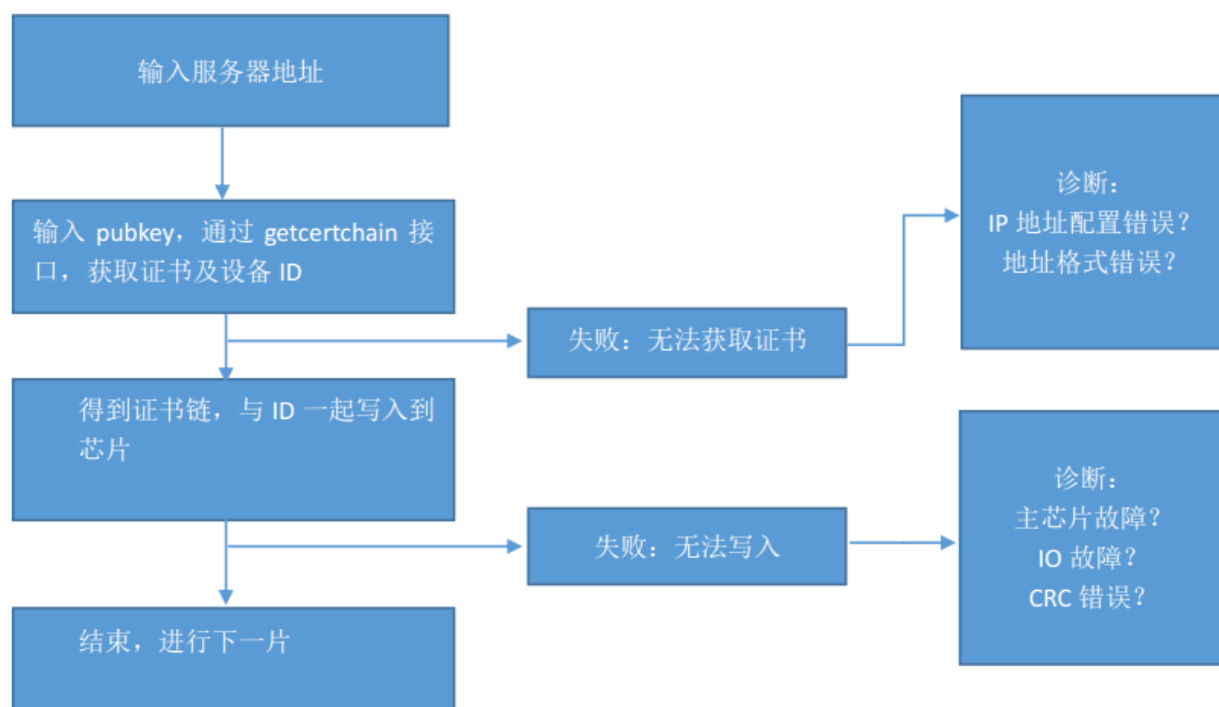 输入服务器地址
输入 pubkey，通过 getcertchain 接
口，获取证书及设备 ID
失败：无法获取证书
诊断：
IP 地址配置错误？
地址格式错误？
得到证书链，与 ID 一起写入到
芯片
失败：无法写入
诊断：
主芯片故障？
IO 故障？
CRC 错误？
结束，进行下一片